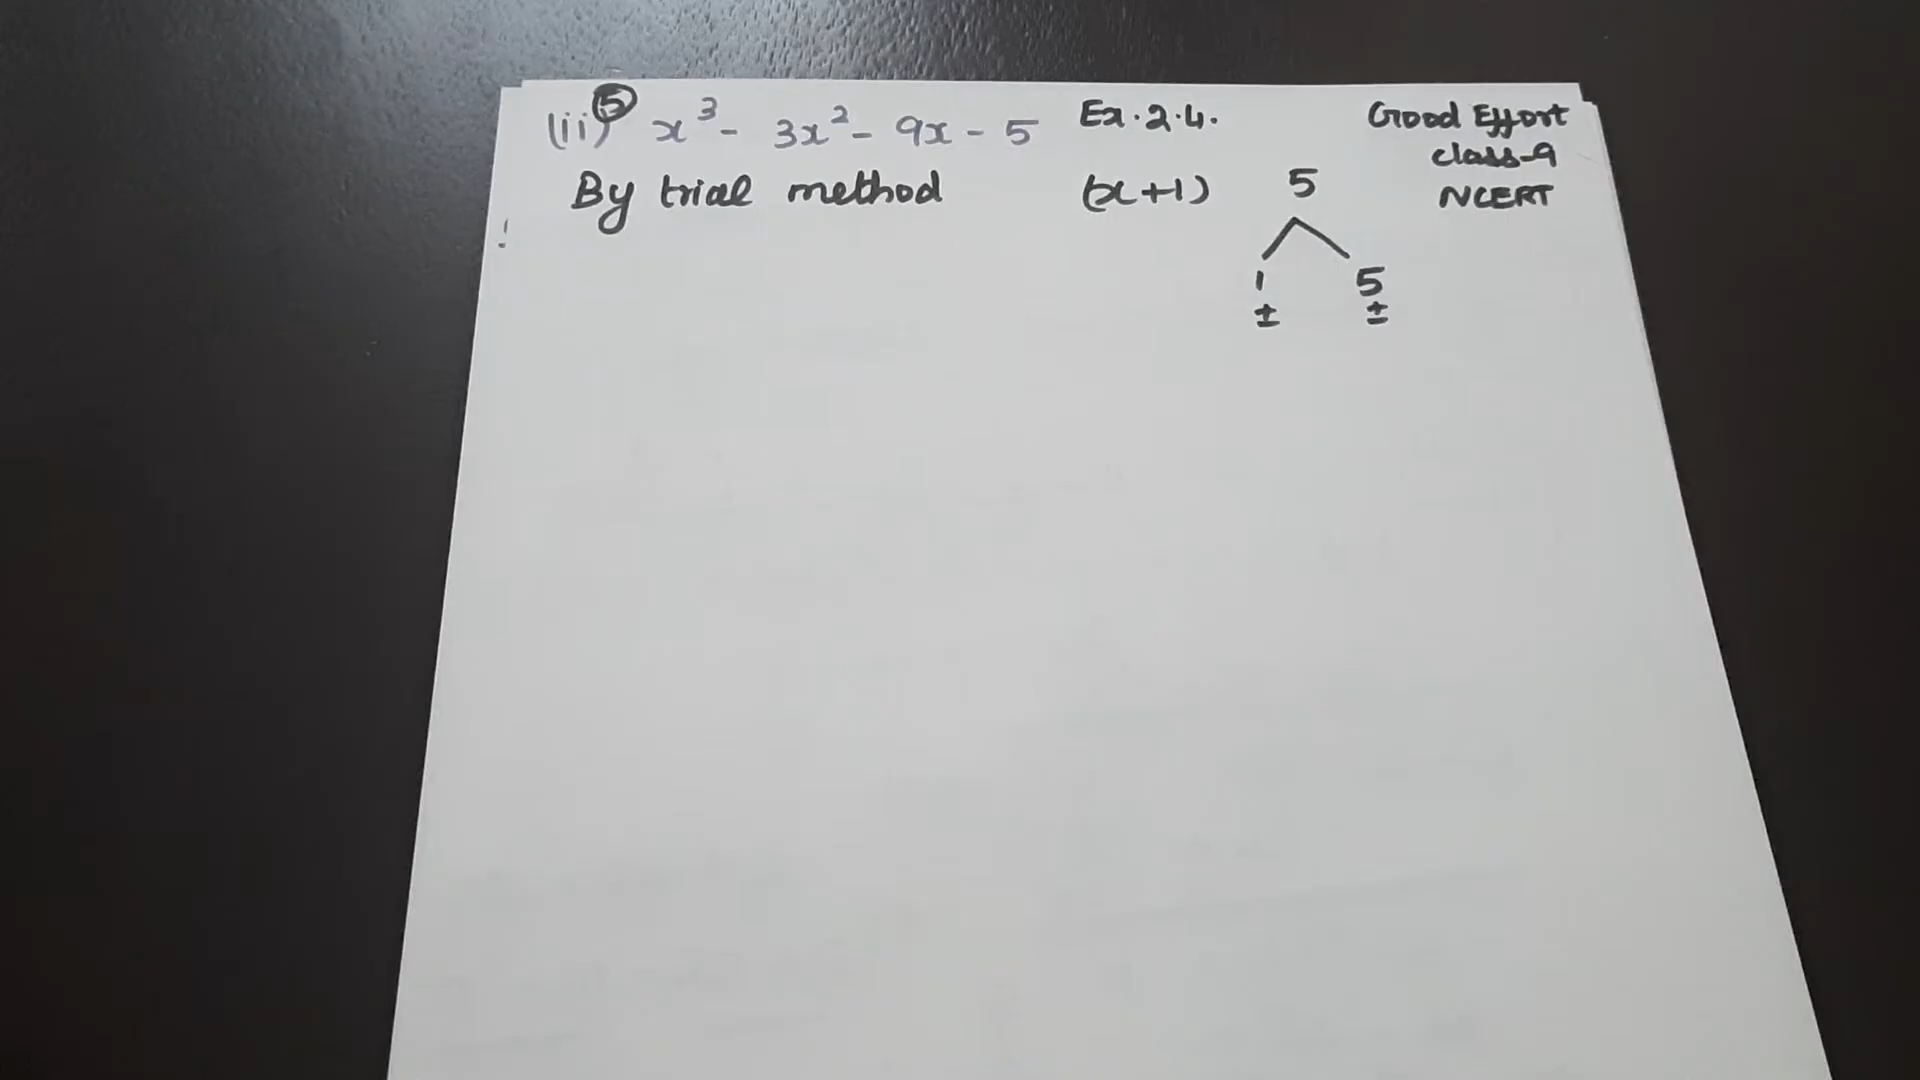 (ii) 5 x³ - 3x² - 9x - 5 Ex.2.4.
Good Effort
class-9
NCERT
By trial method (x+1)
5
1 5
± ±